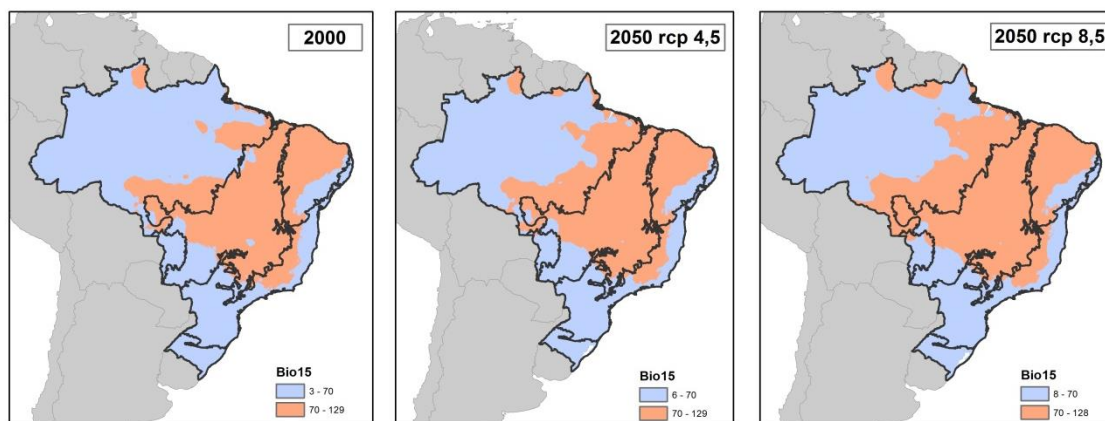 2000
Bio15
3 - 70
70 - 129
2050 rcp 4,5
Bio15
6 - 70
70 - 129
2050 rcp 8,5
Bio15
8 - 70
70 - 128